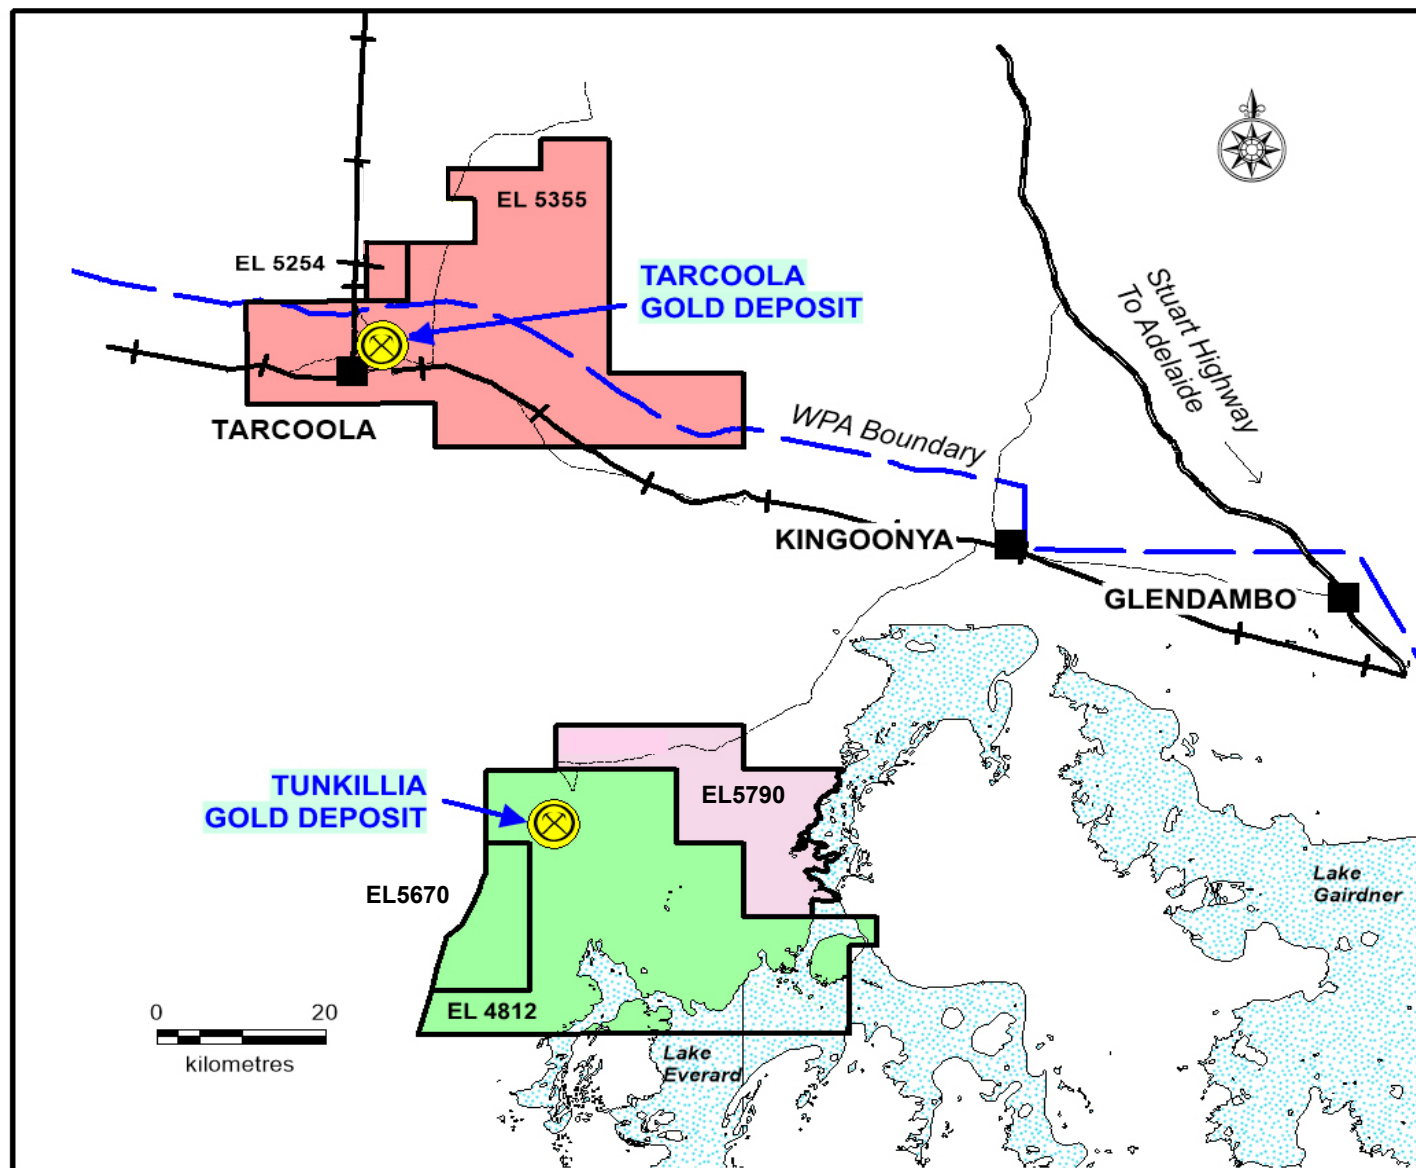 EL 5355
EL 5254
TARCOOLA
GOLD DEPOSIT
Stuart Highway
To Adelaide
TARCOOLA
WPA Boundary
KINGOONYA
GLENDAMBO
TUNKILLIA
GOLD DEPOSIT
EL5790
EL5670
Lake
Gairdner
EL 4812
0 20
kilometres
Lake
Everard